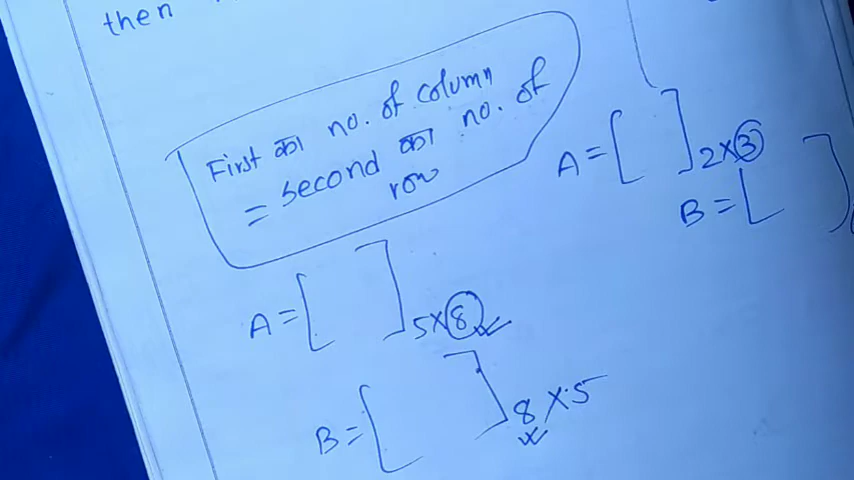 then
First का no. of column
= second का no. of
row
A = [ ] 2×3
B = [ ]
A = [ ] 5×8
B = [ ] 8×5